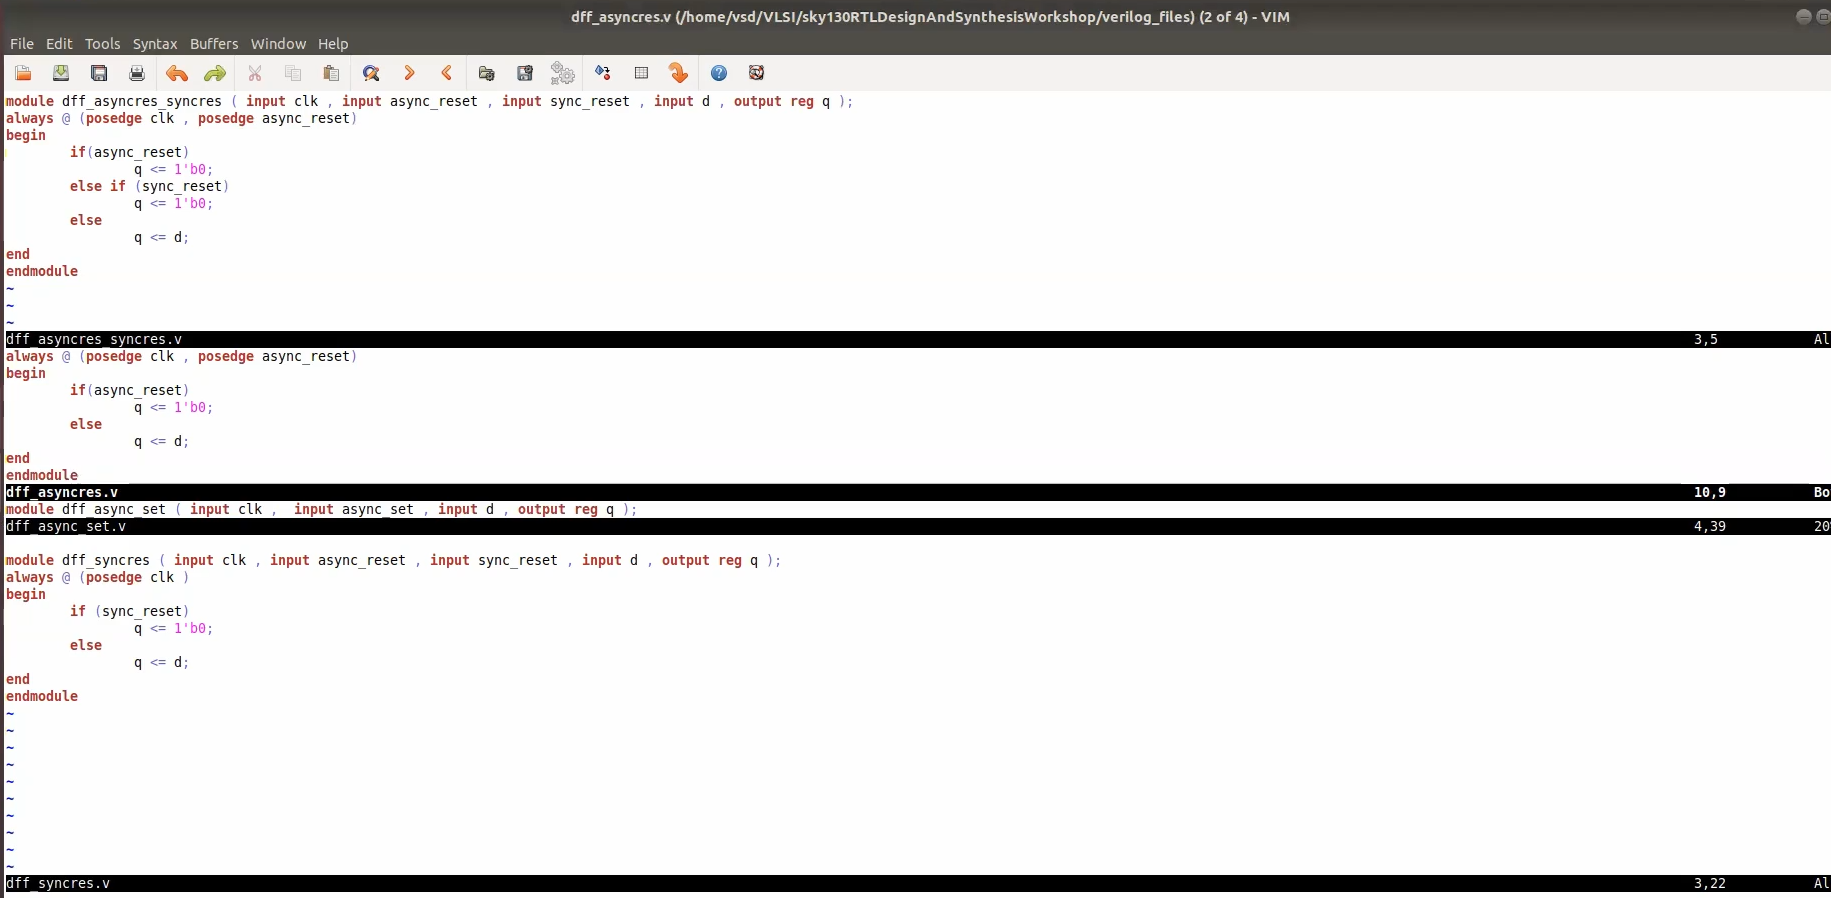 dff_asyncres.v (/home/vsd/VLSI/sky130RTLDesignAndSynthesisWorkshop/verilog_files) (2 of 4) - VIM
File Edit Tools Syntax Buffers Window Help
module dff_asyncres_syncres ( input clk , input async_reset , input sync_reset , input d , output reg q );
always @ (posedge clk , posedge async_reset)
begin
if(async_reset)
q <= 1'b0;
else if (sync_reset)
q <= 1'b0;
else
q <= d;
end
endmodule
~
~
~
dff_asyncres_syncres.v 3,5 Al
always @ (posedge clk , posedge async_reset)
begin
if(async_reset)
q <= 1'b0;
else
q <= d;
end
endmodule
dff_asyncres.v 10,9 Bo
module dff_async_set ( input clk ,  input async_set , input d , output reg q );
dff_async_set.v 4,39 20
module dff_syncres ( input clk , input async_reset , input sync_reset , input d , output reg q );
always @ (posedge clk )
begin
if (sync_reset)
q <= 1'b0;
else
q <= d;
end
endmodule
~
~
~
~
~
~
~
~
~
~
dff_syncres.v 3,22 Al